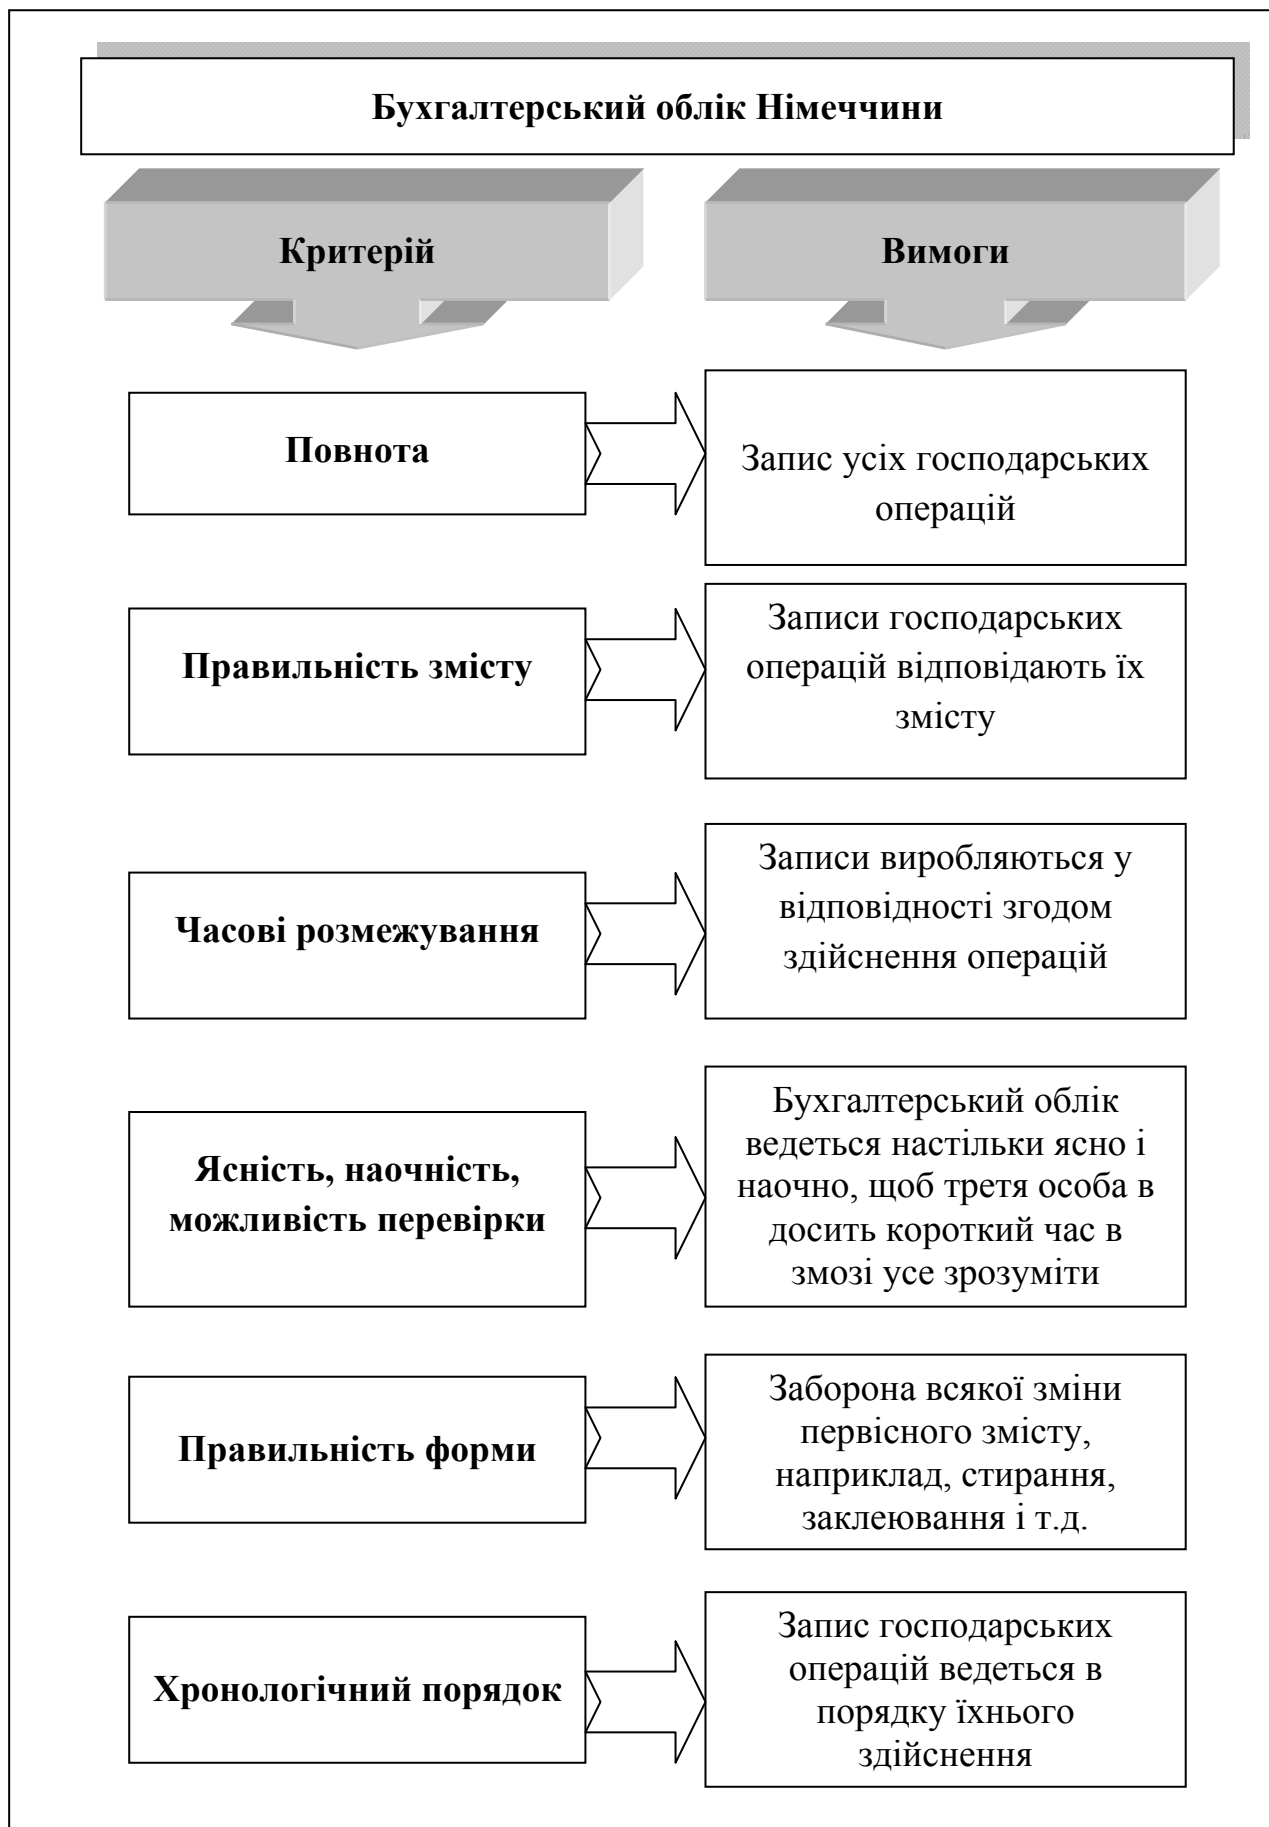 Бухгалтерський облік Німеччини
Критерій
Вимоги
Повнота
Запис усіх господарських
операцій
Правильність змісту
Записи господарських
операцій відповідають їх
змісту
Часові розмежування
Записи виробляються у
відповідності згодом
здійснення операцій
Ясність, наочність,
можливість перевірки
Бухгалтерський облік
ведеться настільки ясно і
наочно, щоб третя особа в
досить короткий час в
змозі усе зрозуміти
Правильність форми
Заборона всякої зміни
первісного змісту,
наприклад, стирання,
заклеювання і т.д.
Хронологічний порядок
Запис господарських
операцій ведеться в
порядку їхнього
здійснення